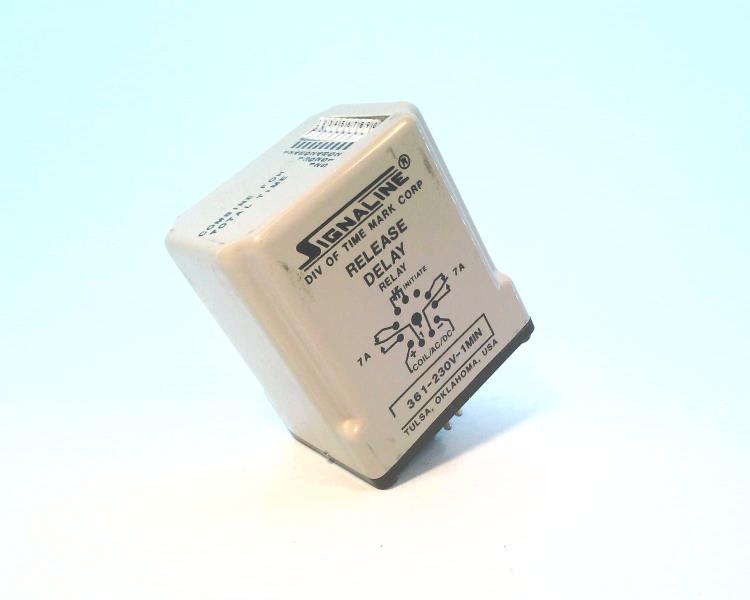 COMBINE FOR
TOTAL TIME
SIGNALINE®
DIV OF TIME MARK CORP
RELEASE
DELAY
RELAY
INITIATE
7A
7A
+
-
COIL/AC/DC
361-230V-1MIN
TULSA, OKLAHOMA, USA